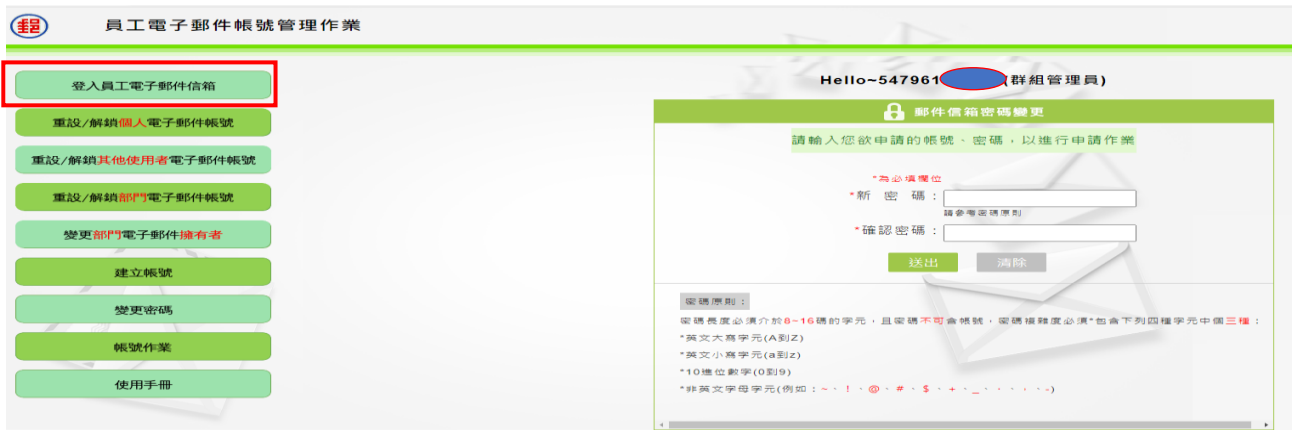 員工電子郵件帳號管理作業
登入員工電子郵件信箱
重設/解鎖個人電子郵件帳號
重設/解鎖其他使用者電子郵件帳號
重設/解鎖部門電子郵件帳號
變更部門電子郵件擁有者
建立帳號
變更密碼
帳號作業
使用手冊
Hello~547961 (群組管理員)
郵件信箱密碼變更
請輸入您欲申請的帳號、密碼，以進行申請作業
*為必填欄位
*新 密 碼：
請參考密碼原則
*確認密碼：
送出 清除
密碼原則：
密碼長度必須介於8~16碼的字元，且密碼不可含帳號，密碼複雜度必須*包含下列四種字元中個三種：
*英文大寫字元(A到Z)
*英文小寫字元(a到z)
*10進位數字(0到9)
*非英文字母字元(例如：~、!、@、#、$、+、_、